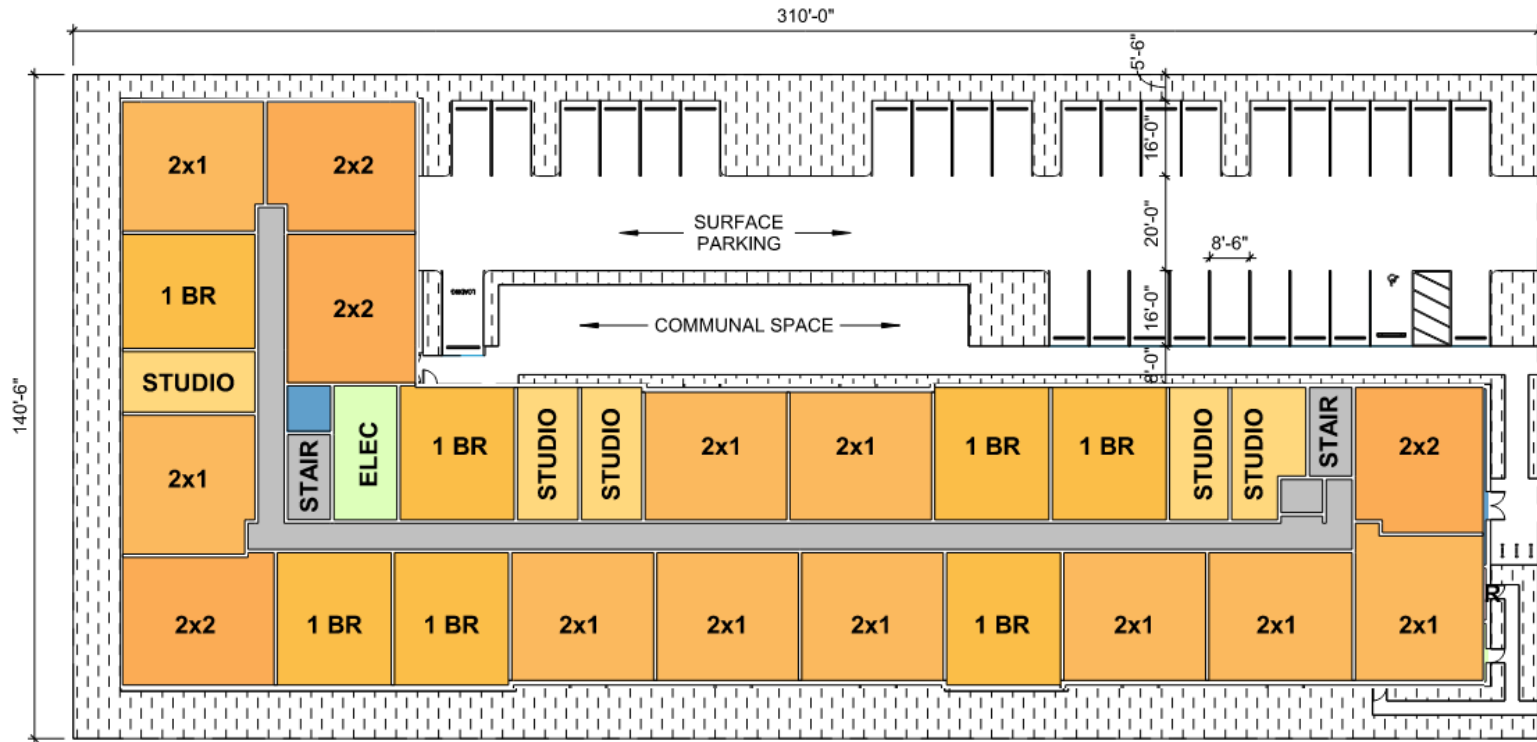 310'-0"
5'-6"
2x1
2x2
16'-0"
SURFACE
PARKING
20'-0"
8'-6"
1 BR
2x2
LOADING
COMMUNAL SPACE
16'-0"
140'-6"
STUDIO
8'-0"
2x1
STAIR
ELEC
1 BR
STUDIO
STUDIO
2x1
2x1
1 BR
1 BR
STUDIO
STUDIO
STAIR
2x2
R
2x2
1 BR
1 BR
2x1
2x1
2x1
1 BR
2x1
2x1
2x1